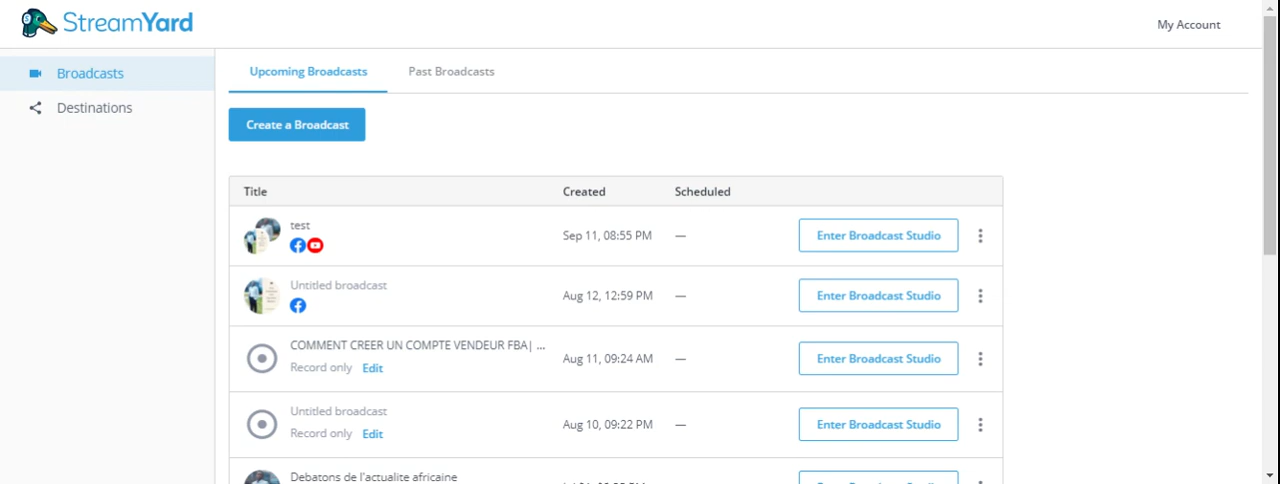 StreamYard
My Account
Broadcasts
Destinations
Upcoming Broadcasts Past Broadcasts
Create a Broadcast
Title Created Scheduled
test
Sep 11, 08:55 PM — Enter Broadcast Studio
Untitled broadcast
Aug 12, 12:59 PM — Enter Broadcast Studio
COMMENT CREER UN COMPTE VENDEUR FBA| ...
Record only Edit
Aug 11, 09:24 AM — Enter Broadcast Studio
Untitled broadcast
Record only Edit
Aug 10, 09:22 PM — Enter Broadcast Studio
Debatons de l'actualite africaine